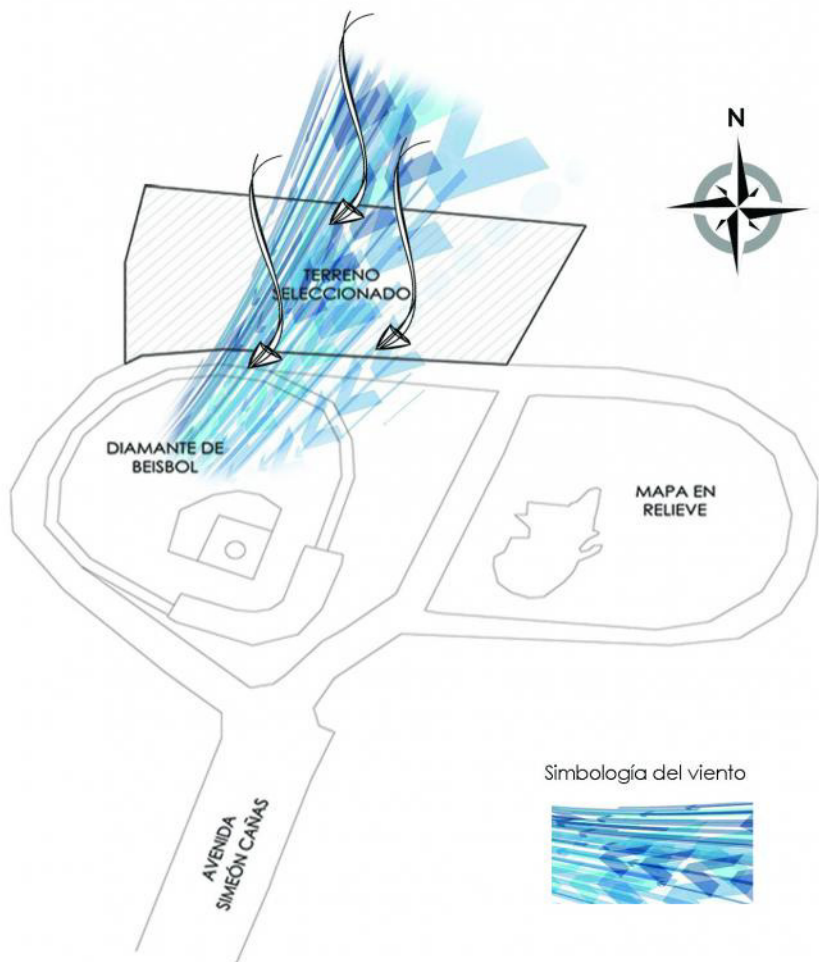 N
TERRENO
SELECCIONADO
DIAMANTE DE
BEISBOL
MAPA EN
RELIEVE
Simbología del viento
AVENIDA
SIMEÓN CAÑAS